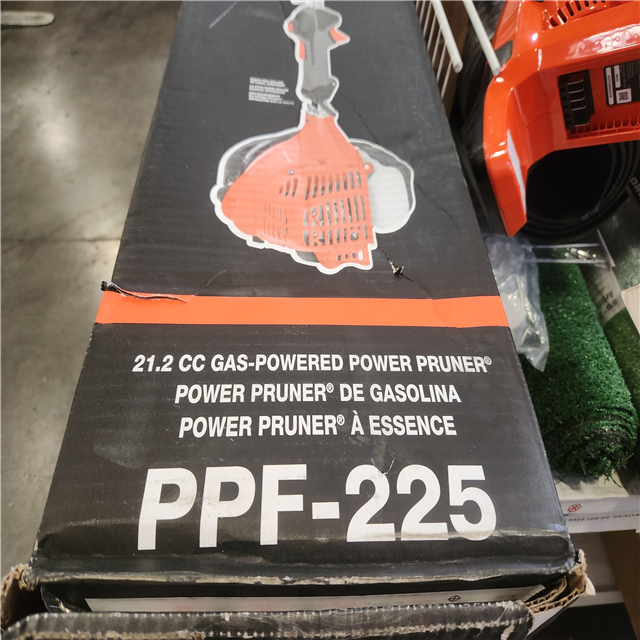 21.2 CC GAS-POWERED POWER PRUNER®
POWER PRUNER® DE GASOLINA
POWER PRUNER® À ESSENCE
PPF-225